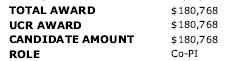 TOTAL AWARD $180,768
UCR AWARD $180,768
CANDIDATE AMOUNT $180,768
ROLE Co-PI